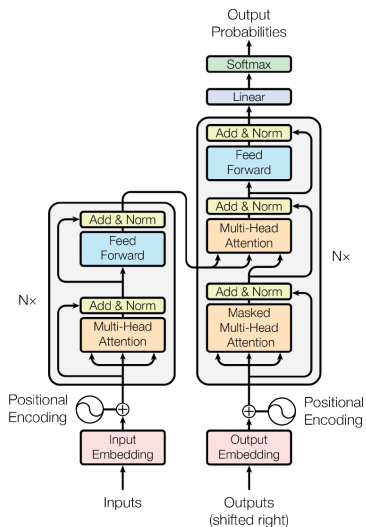 Output
Probabilities
Softmax
Linear
Add & Norm
Feed
Forward
Add & Norm
Multi-Head
Attention
Add & Norm
Masked
Multi-Head
Attention
N×
Add & Norm
Feed
Forward
Add & Norm
Multi-Head
Attention
N×
Positional
Encoding
Positional
Encoding
Input
Embedding
Output
Embedding
Inputs
Outputs
(shifted right)